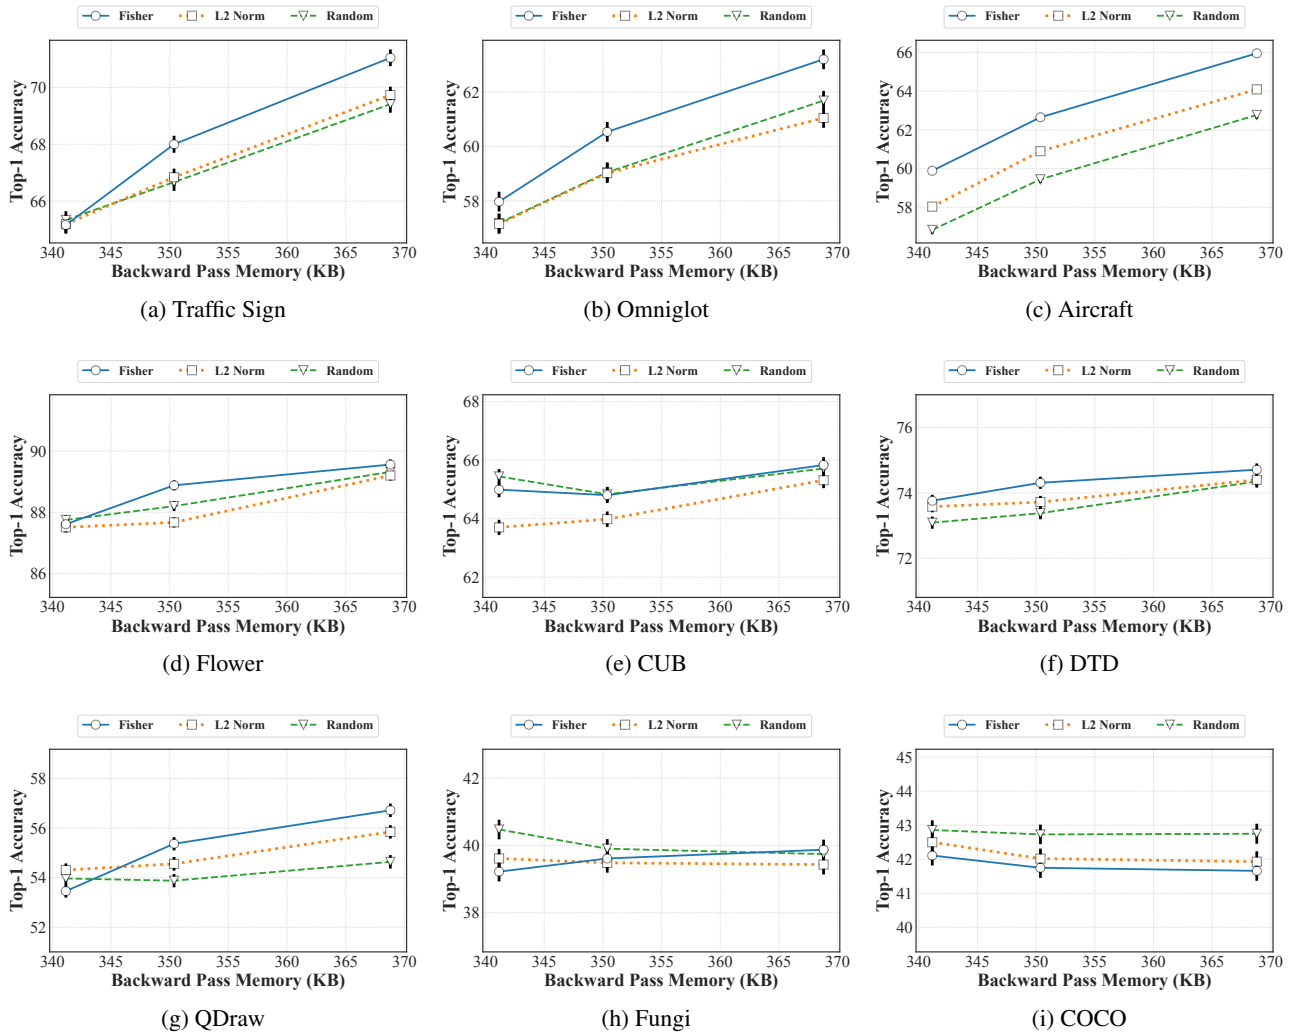 Fisher L2 Norm Random
Top-1 Accuracy
70
68
66
340 345 350 355 360 365 370
Backward Pass Memory (KB)
(a) Traffic Sign
Fisher L2 Norm Random
Top-1 Accuracy
62
60
58
340 345 350 355 360 365 370
Backward Pass Memory (KB)
(b) Omniglot
Fisher L2 Norm Random
Top-1 Accuracy
66
64
62
60
58
340 345 350 355 360 365 370
Backward Pass Memory (KB)
(c) Aircraft
Fisher L2 Norm Random
Top-1 Accuracy
90
88
86
340 345 350 355 360 365 370
Backward Pass Memory (KB)
(d) Flower
Fisher L2 Norm Random
Top-1 Accuracy
68
66
64
62
340 345 350 355 360 365 370
Backward Pass Memory (KB)
(e) CUB
Fisher L2 Norm Random
Top-1 Accuracy
76
74
72
340 345 350 355 360 365 370
Backward Pass Memory (KB)
(f) DTD
Fisher L2 Norm Random
Top-1 Accuracy
58
56
54
52
340 345 350 355 360 365 370
Backward Pass Memory (KB)
(g) QDraw
Fisher L2 Norm Random
Top-1 Accuracy
42
40
38
340 345 350 355 360 365 370
Backward Pass Memory (KB)
(h) Fungi
Fisher L2 Norm Random
Top-1 Accuracy
45
44
43
42
41
40
340 345 350 355 360 365 370
Backward Pass Memory (KB)
(i) COCO